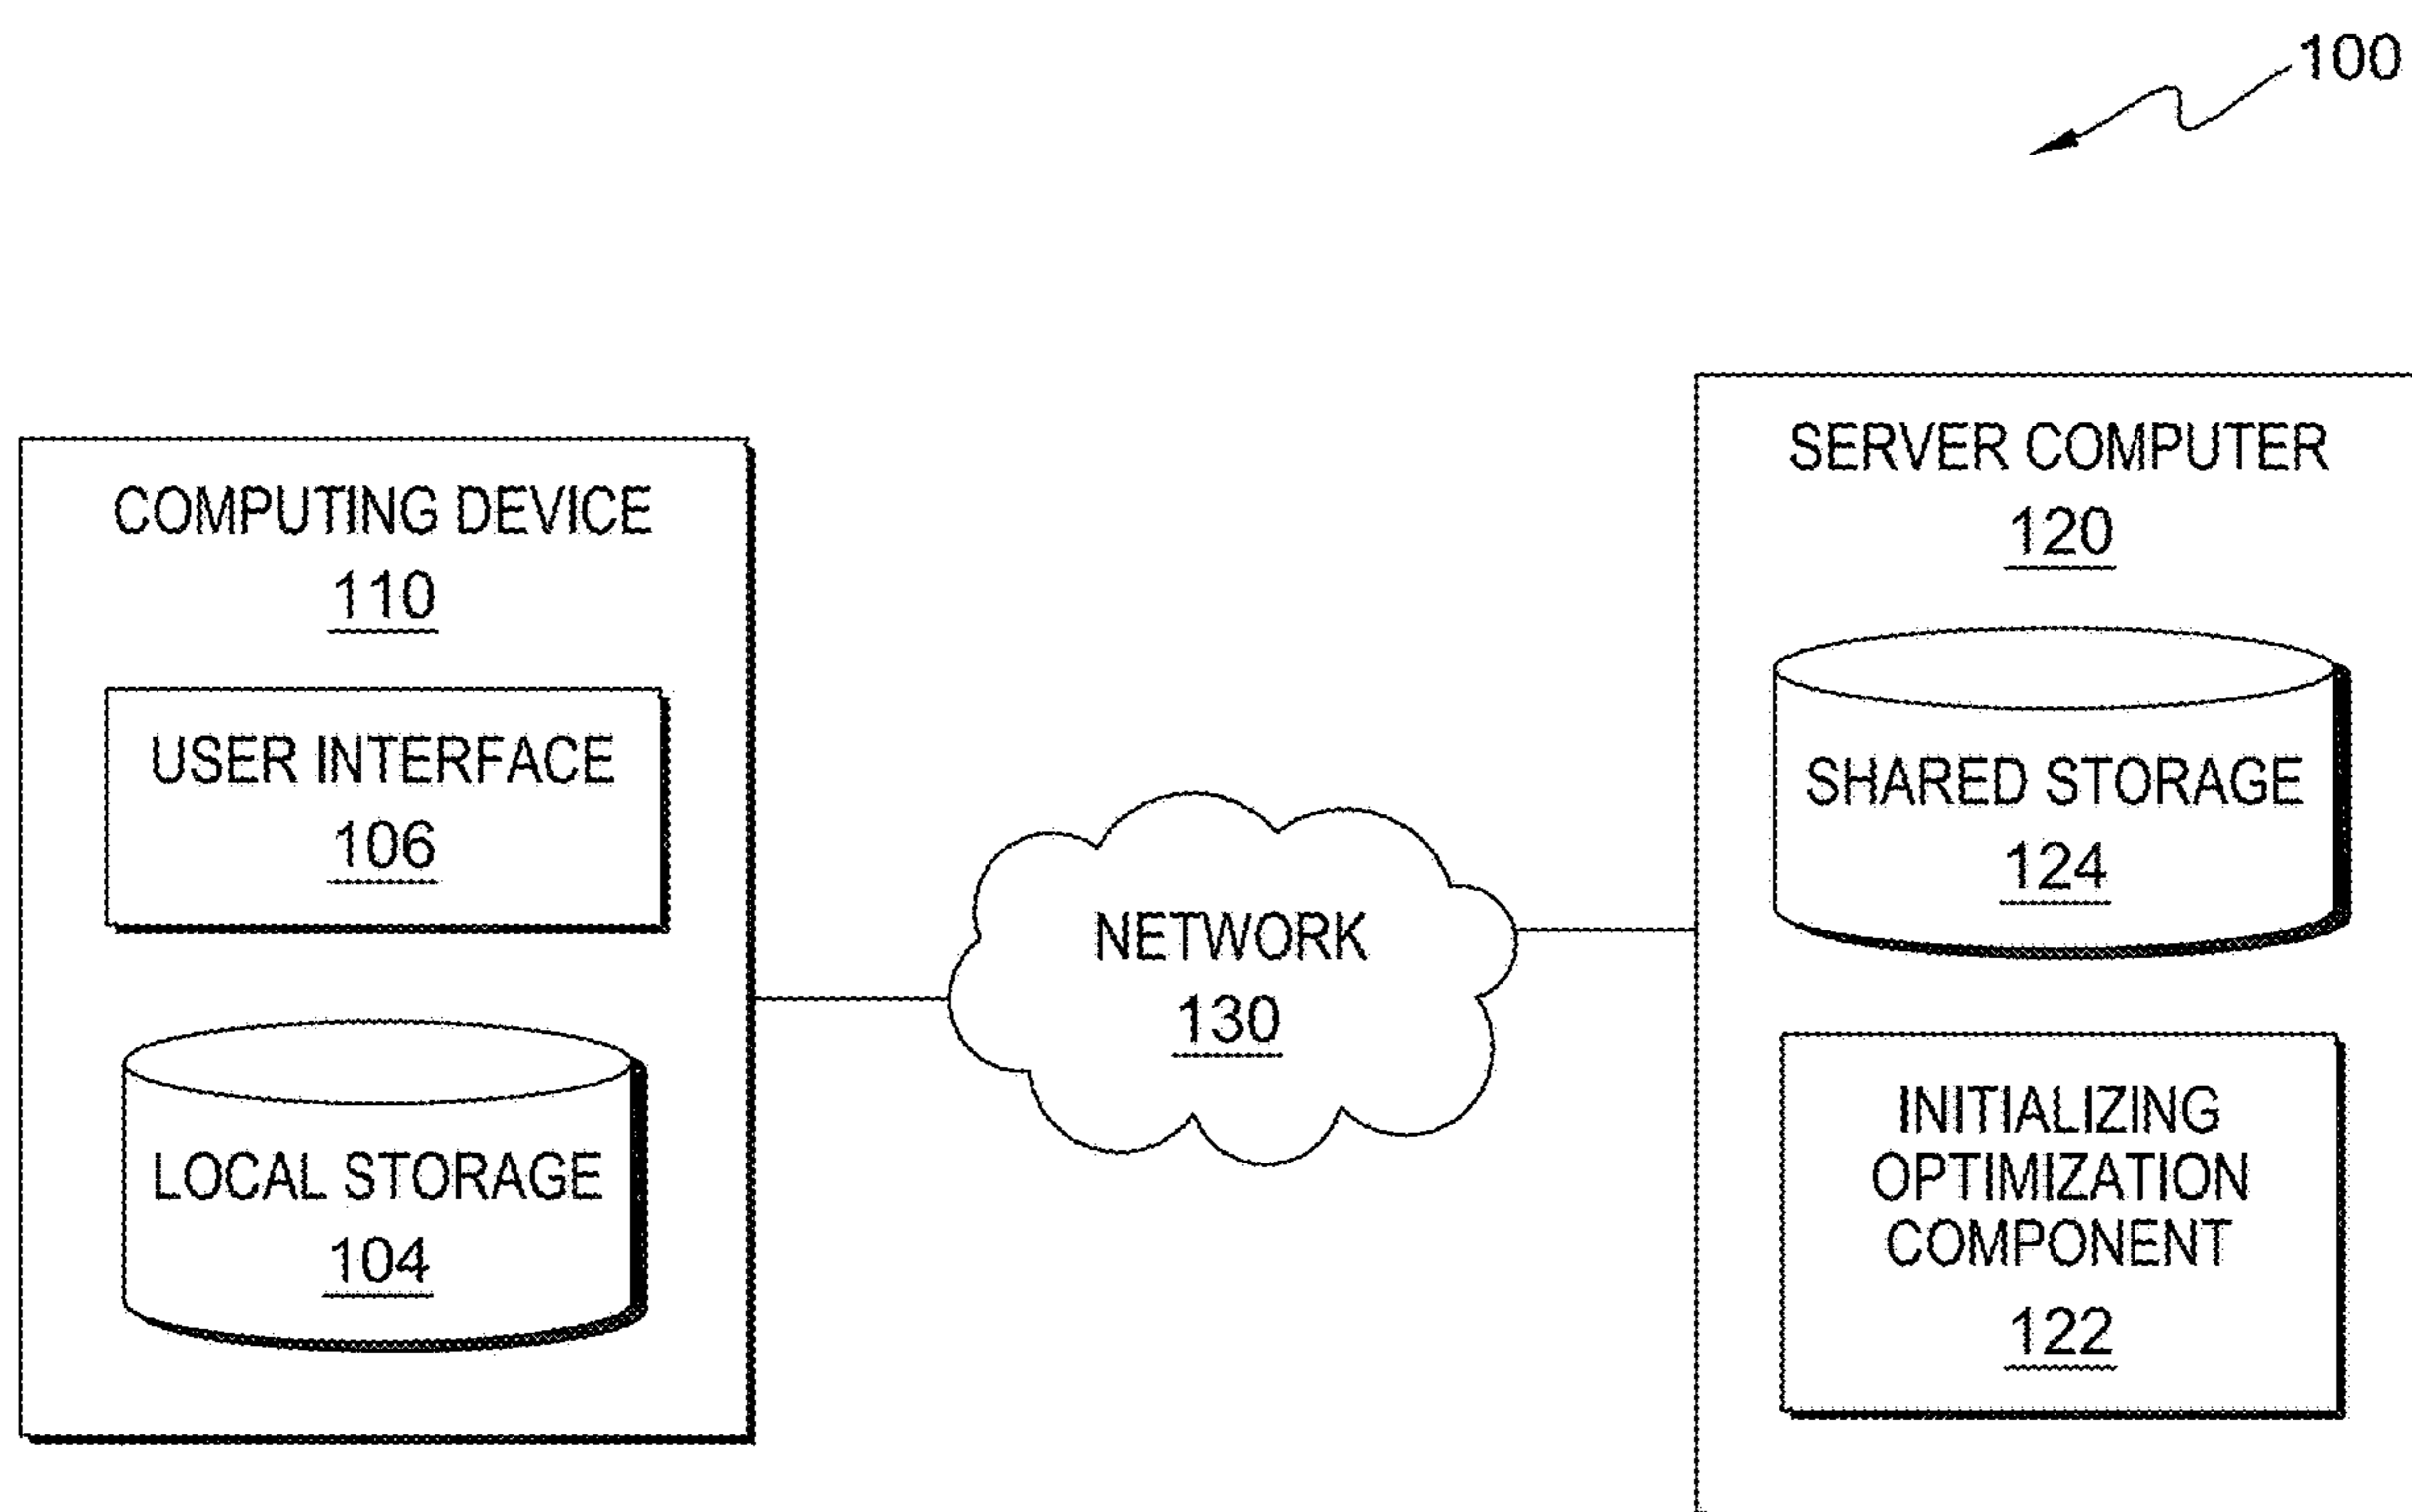 100
COMPUTING DEVICE
110
USER INTERFACE
106
LOCAL STORAGE
104
NETWORK
130
SERVER COMPUTER
120
SHARED STORAGE
124
INITIALIZING
OPTIMIZATION
COMPONENT
122